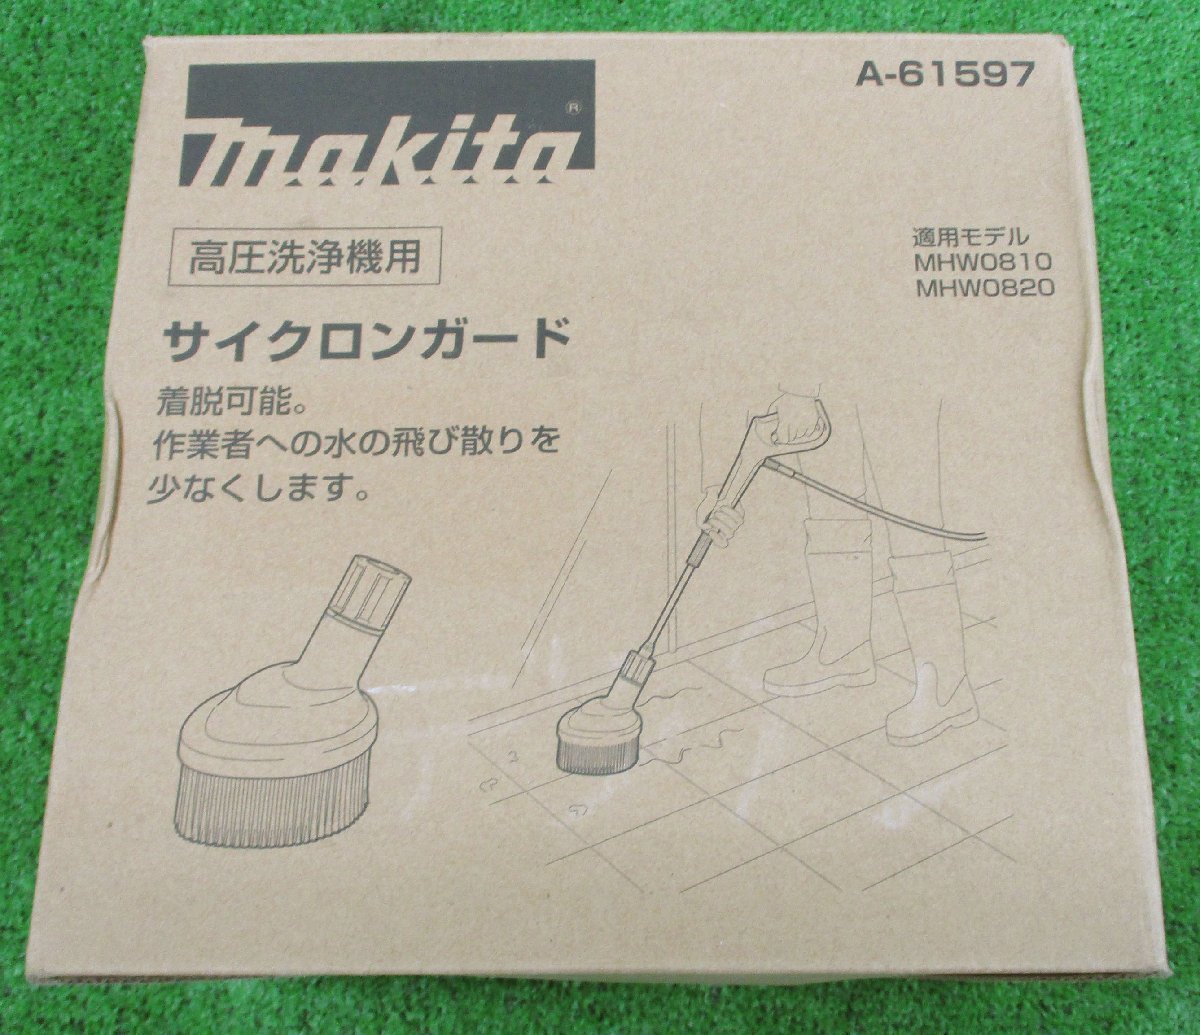 makita®
A-61597
高圧洗浄機用
適用モデル
MHW0810
MHW0820
サイクロンガード
着脱可能。
作業者への水の飛び散りを
少なくします。